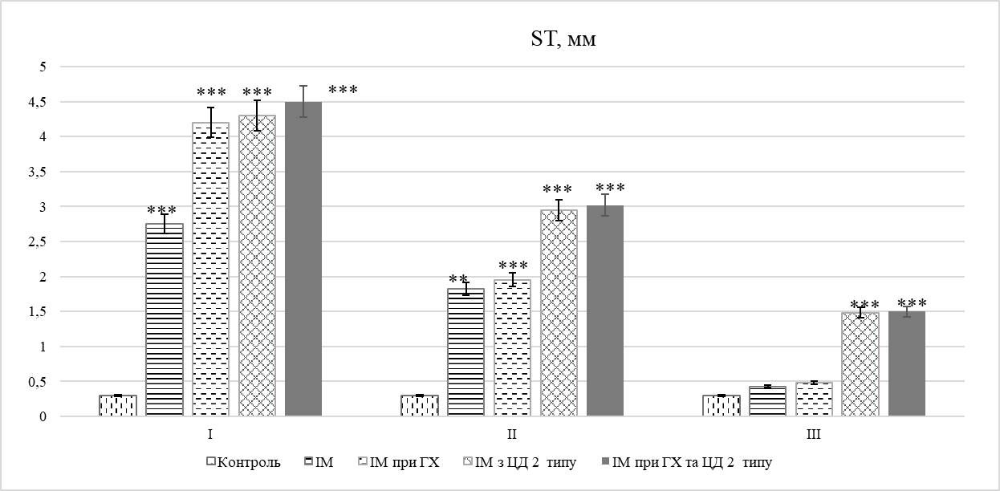 ST, мм
5
4,5
4
3,5
3
2,5
2
1,5
1
0,5
0
*** *** *** ***
** *** *** ***
*** ***
I II III
Контроль ІМ ІМ при ГХ ІМ з ЦД 2 типу ІМ при ГХ та ЦД 2 типу